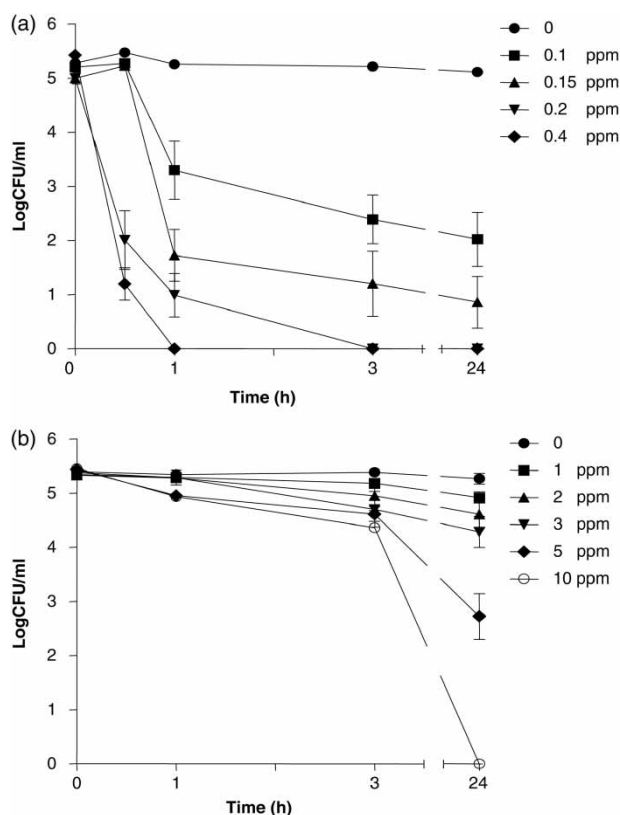 (a)
6
5
4
3
2
1
0
LogCFU/ml
0 1 3 24
Time (h)
0
0.1 ppm
0.15 ppm
0.2 ppm
0.4 ppm
(b)
6
5
4
3
2
1
0
LogCFU/ml
0 1 3 24
Time (h)
0
1 ppm
2 ppm
3 ppm
5 ppm
10 ppm